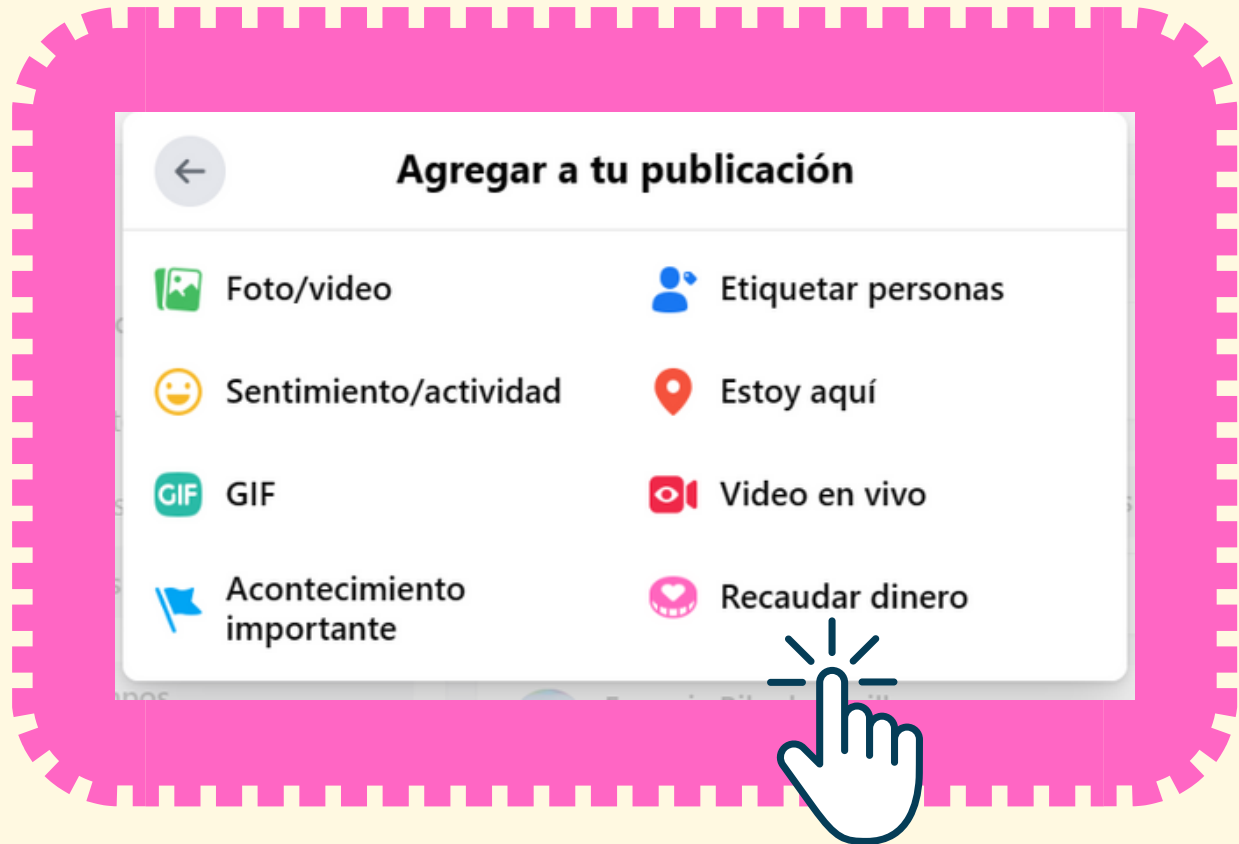 Agregar a tu publicación
Foto/video
Etiquetar personas
Sentimiento/actividad
Estoy aquí
GIF
GIF
Video en vivo
Acontecimiento
importante
Recaudar dinero